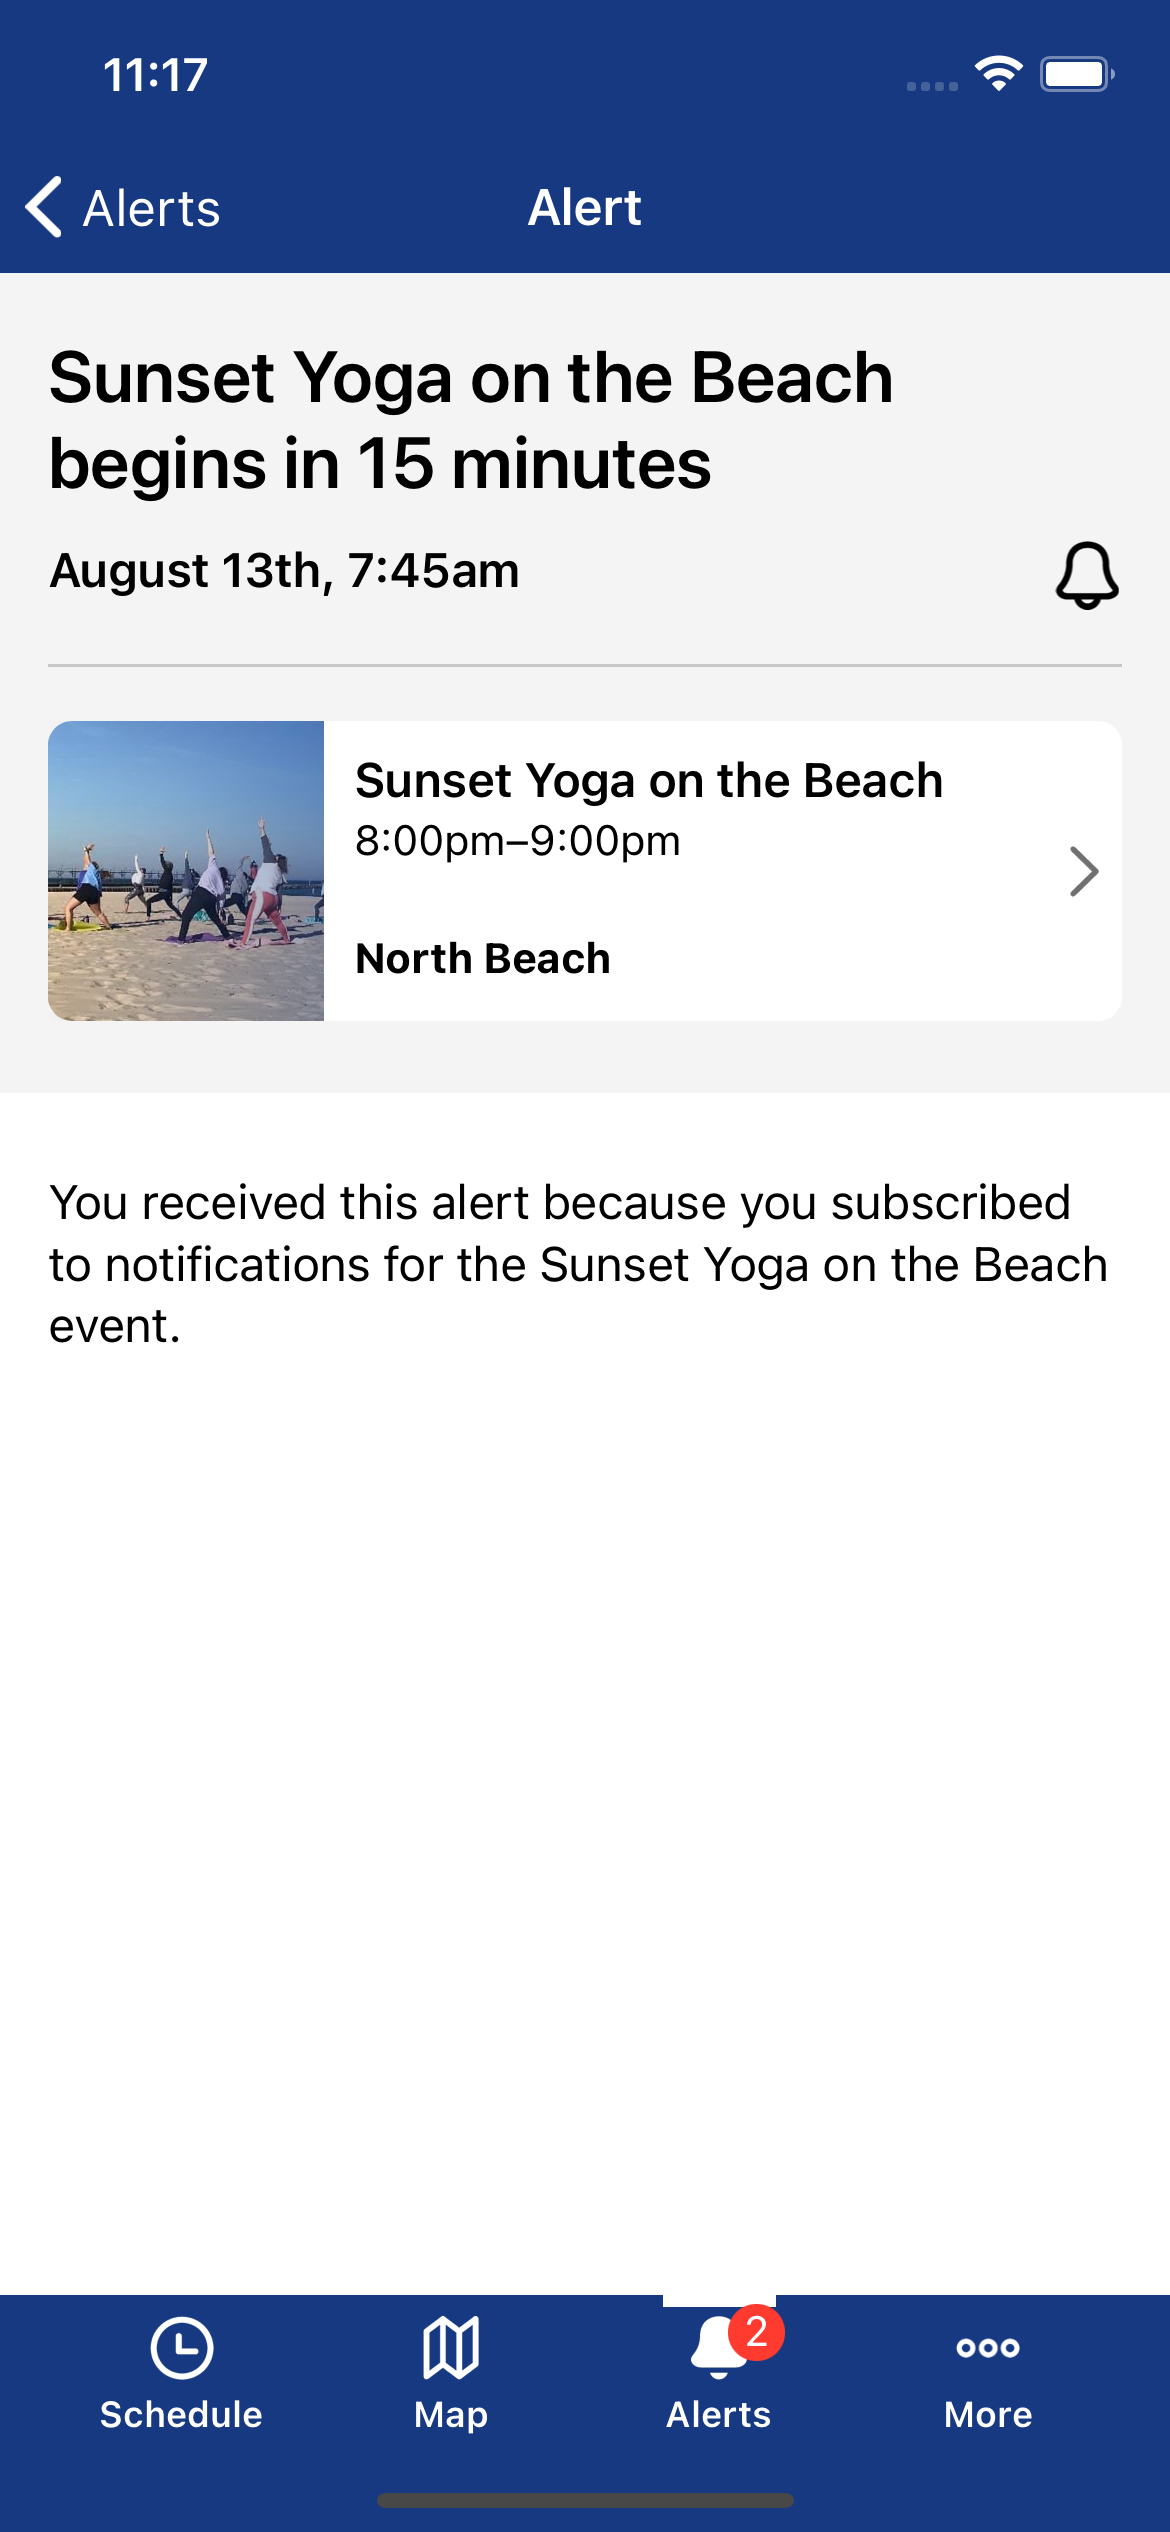 11:17
Alerts
Alert
Sunset Yoga on the Beach
begins in 15 minutes
August 13th, 7:45am
Sunset Yoga on the Beach
8:00pm–9:00pm
North Beach
You received this alert because you subscribed
to notifications for the Sunset Yoga on the Beach
event.
2
Schedule
Map
Alerts
More